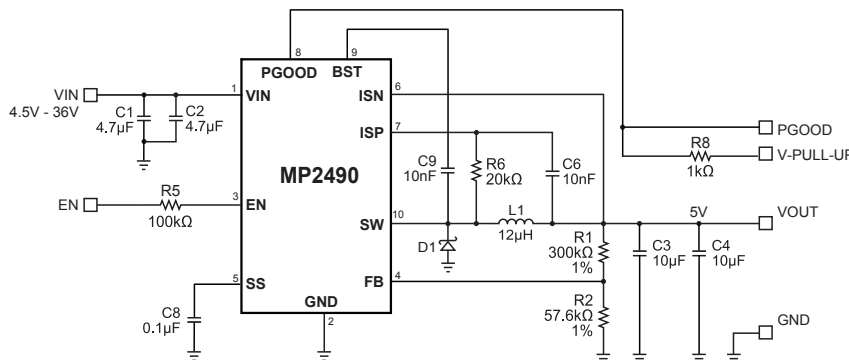 8
9
PGOOD
BST
VIN
4.5V - 36V
1
VIN
C1
4.7µF
C2
4.7µF
ISN
6
ISP
7
MP2490
C9
10nF
R6
20kΩ
C6
10nF
PGOOD
R8
1kΩ
V-PULL-UP
EN
R5
100kΩ
3
EN
SW
10
L1
12µH
5V
VOUT
D1
R1
300kΩ
1%
C3
10µF
C4
10µF
5
SS
FB
4
C8
0.1µF
GND
2
R2
57.6kΩ
1%
GND